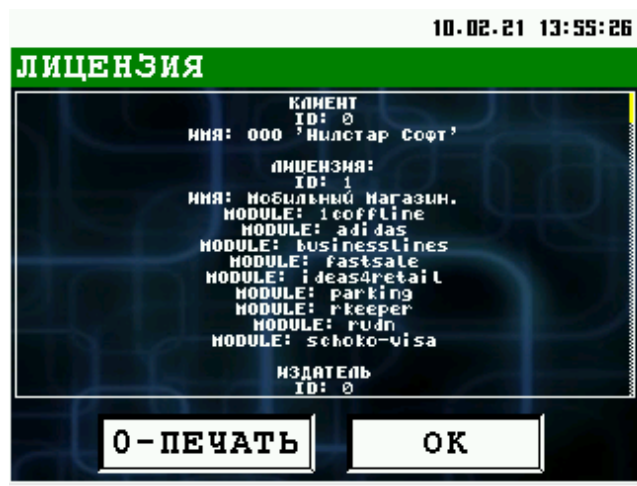 10.02.21 13:55:26
ЛИЦЕНЗИЯ
КЛИЕНТ
ID: 0
ИМЯ: ООО 'Нилстар Софт'
ЛИЦЕНЗИЯ:
ID: 1
ИМЯ: Мобильный Магазин.
MODULE: 1coffline
MODULE: adidas
MODULE: businesslines
MODULE: fastsale
MODULE: ideas4retail
MODULE: parking
MODULE: rkeeper
MODULE: rudn
MODULE: schoko-visa
ИЗДАТЕЛЬ
ID: 0
0-ПЕЧАТЬ
ОК